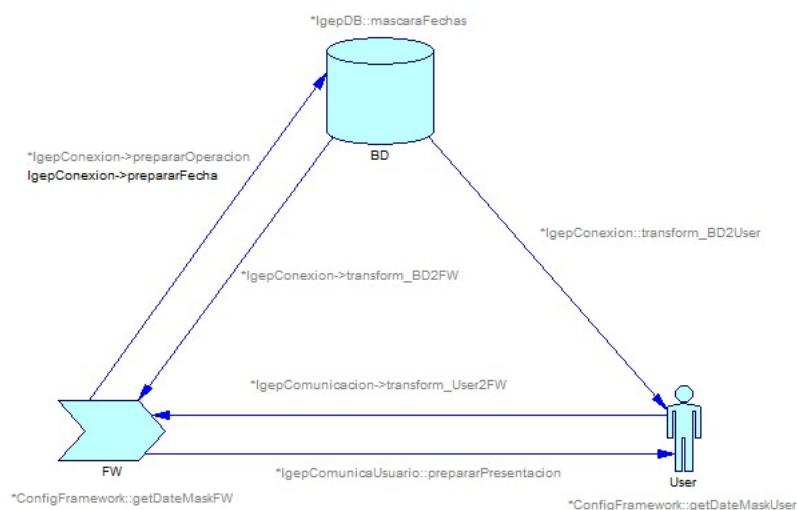 *IgepDB::mascaraFechas
BD
*IgepConexion->prepararOperacion
IgepConexion->prepararFecha
*IgepConexion::transform_BD2User
*IgepConexion->transform_BD2FW
*IgepComunicacion->transform_User2FW
FW
*IgepComunicaUsuario::prepararPresentacion
User
*ConfigFramework::getDateMaskFW
*ConfigFramework::getDateMaskUser